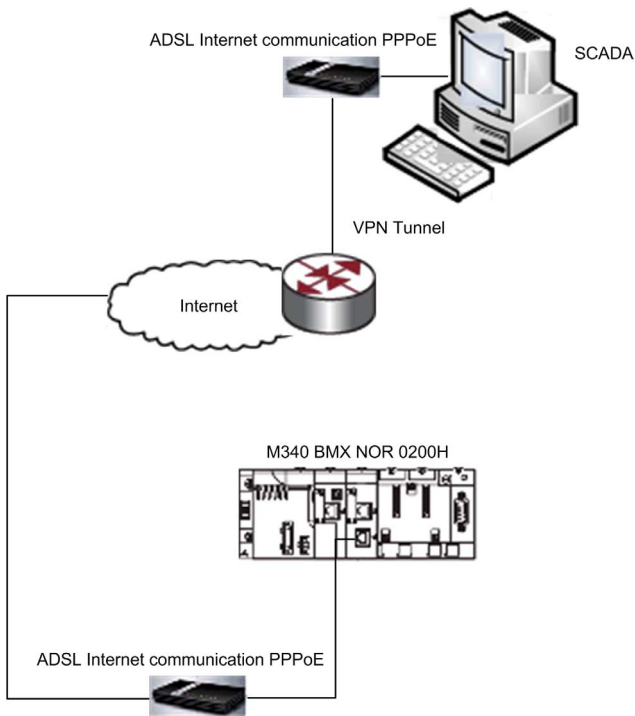 ADSL Internet communication PPPoE
SCADA
VPN Tunnel
Internet
M340 BMX NOR 0200H
ADSL Internet communication PPPoE